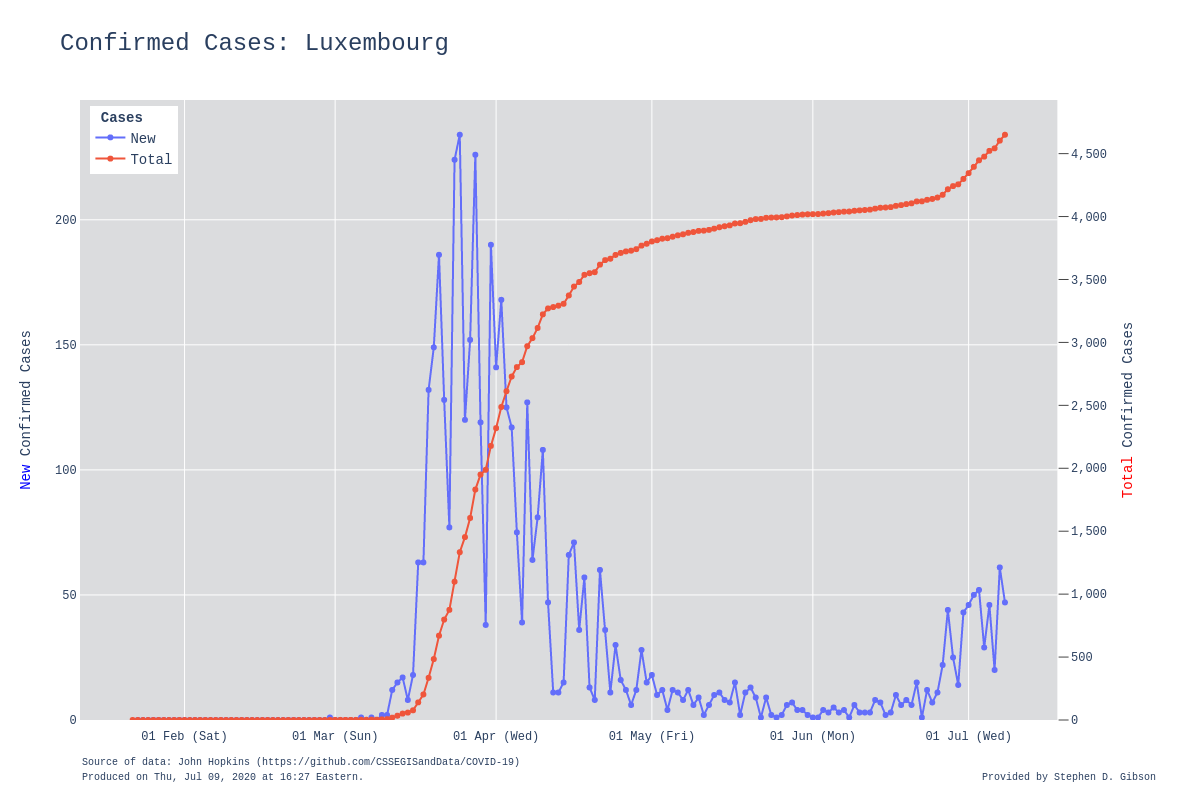 Confirmed Cases: Luxembourg
Cases
New
Total
200
150
100
50
0
4,500
4,000
3,500
3,000
2,500
2,000
1,500
1,000
500
0
New Confirmed Cases
Total Confirmed Cases
01 Feb (Sat)
01 Mar (Sun)
01 Apr (Wed)
01 May (Fri)
01 Jun (Mon)
01 Jul (Wed)
Source of data: John Hopkins (https://github.com/CSSEGISandData/COVID-19)
Produced on Thu, Jul 09, 2020 at 16:27 Eastern.
Provided by Stephen D. Gibson